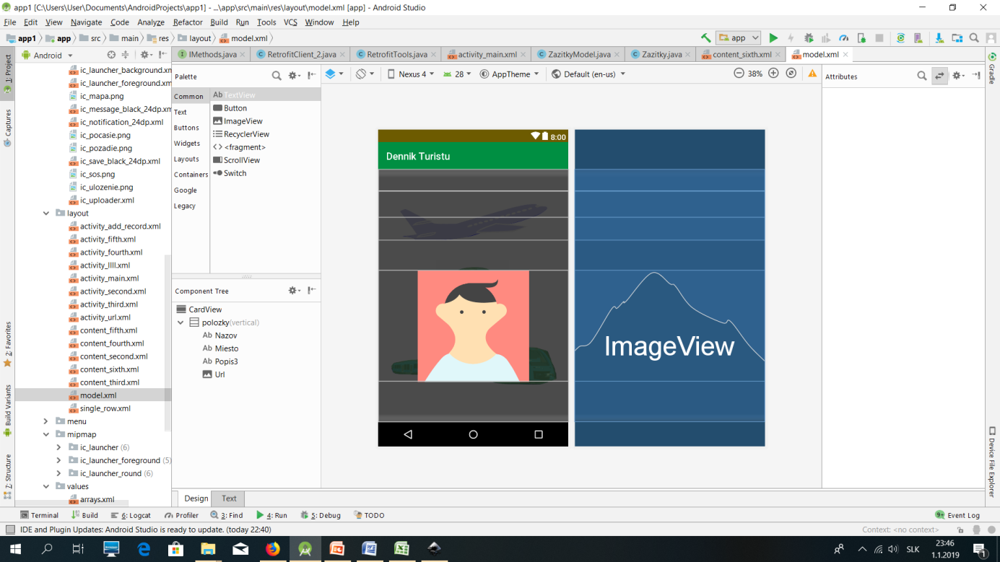 app1 [C:\Users\User\Documents\AndroidProjects\app1] - ...\app\src\main\res\layout\model.xml [app] - Android Studio
File Edit View Navigate Code Analyze Refactor Build Run Tools VCS Window Help
app1 app src main res layout model.xml app
Android IMethods.java RetrofitClient_2.java RetrofitTools.java activity_main.xml ZazitkyModel.java Zazitky.java content_sixth.xml model.xml
1: Project
Captures
2: Favorites
Build Variants
7: Structure
ic_launcher_background.xm
ic_launcher_foreground.xm
ic_mapa.png
ic_message_black_24dp.xml
ic_notification_24dp.xml
ic_pocasie.png
ic_pozadie.png
ic_save_black_24dp.xml
ic_sos.png
ic_ulozenie.png
ic_uploader.xml
layout
activity_add_record.xml
activity_fifth.xml
activity_fourth.xml
activity_llll.xml
activity_main.xml
activity_second.xml
activity_third.xml
activity_url.xml
content_fifth.xml
content_fourth.xml
content_second.xml
content_sixth.xml
content_third.xml
model.xml
single_row.xml
menu
mipmap
ic_launcher (6)
ic_launcher_foreground (5)
ic_launcher_round (6)
values
arrays.xml
Palette
Common
Text
Buttons
Widgets
Layouts
Containers
Google
Legacy
Ab TextView
Button
ImageView
RecyclerView
<> <fragment>
ScrollView
Switch
Component Tree
CardView
polozky(vertical)
Ab Nazov
Ab Miesto
Ab Popis3
Url
Nexus 4 28 AppTheme Default (en-us) 38%
8:00
Dennik Turistu
ImageView
Attributes
Gradle
Device File Explorer
Design Text
Terminal Build 6: Logcat Profiler 3: Find 4: Run 5: Debug TODO 9+ Event Log
IDE and Plugin Updates: Android Studio is ready to update. (today 22:40) Context: <no context>
SLK 23:46
1.1.2019
1